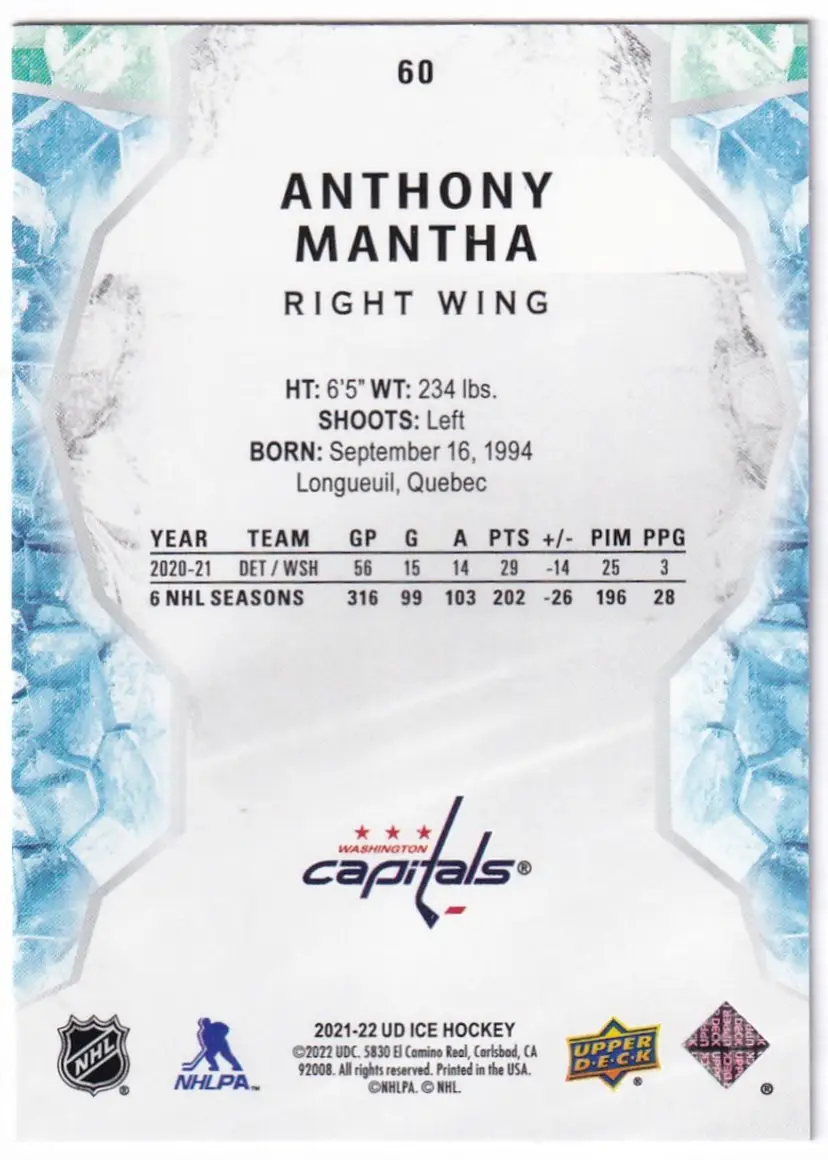 60
ANTHONY
MANTHA
RIGHT WING
HT: 6'5" WT: 234 lbs.
SHOOTS: Left
BORN: September 16, 1994
Longueuil, Quebec
YEAR TEAM GP G A PTS +/- PIM PPG
2020-21 DET / WSH 56 15 14 29 -14 25 3
6 NHL SEASONS 316 99 103 202 -26 196 28
WASHINGTON
capitals®
NHL®
NHLPA™
2021-22 UD ICE HOCKEY
©2022 UDC. 5830 El Camino Real, Carlsbad, CA
92008. All rights reserved. Printed in the USA.
©NHLPA. © NHL.
UPPER
D·E·C·K®
UPPER DECK
®